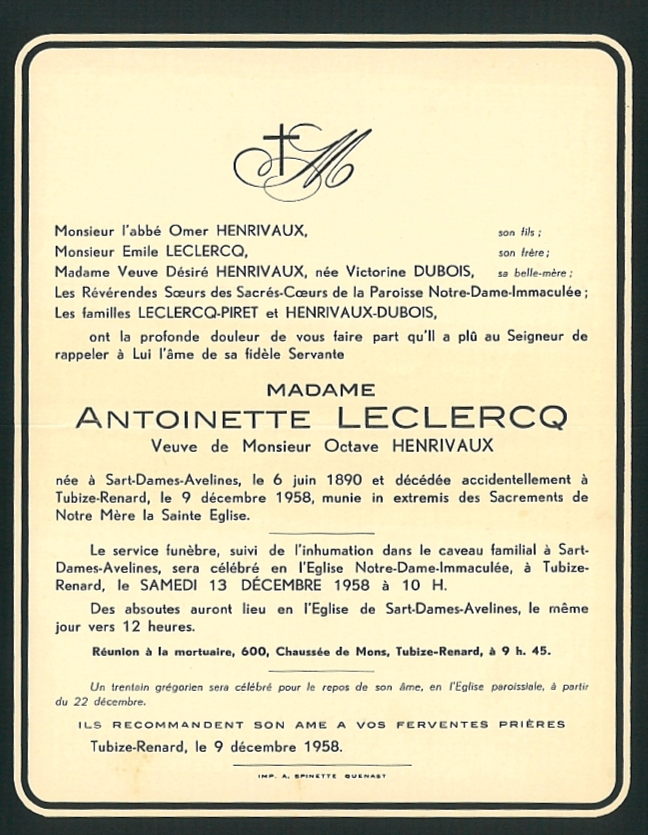 M
Monsieur l'abbé Omer HENRIVAUX, son fils ;
Monsieur Emile LECLERCQ, son frère ;
Madame Veuve Désiré HENRIVAUX, née Victorine DUBOIS, sa belle-mère ;
Les Révérendes Sœurs des Sacrés-Cœurs de la Paroisse Notre-Dame-Immaculée ;
Les familles LECLERCQ-PIRET et HENRIVAUX-DUBOIS,
ont la profonde douleur de vous faire part qu'Il a plû au Seigneur de
rappeler à Lui l'âme de sa fidèle Servante
MADAME
ANTOINETTE LECLERCQ
Veuve de Monsieur Octave HENRIVAUX
née à Sart-Dames-Avelines, le 6 juin 1890 et décédée accidentellement à
Tubize-Renard, le 9 décembre 1958, munie in extremis des Sacrements de
Notre Mère la Sainte Eglise.
Le service funèbre, suivi de l'inhumation dans le caveau familial à Sart-
Dames-Avelines, sera célébré en l'Eglise Notre-Dame-Immaculée, à Tubize-
Renard, le SAMEDI 13 DÉCEMBRE 1958 à 10 H.
Des absoutes auront lieu en l'Eglise de Sart-Dames-Avelines, le même
jour vers 12 heures.
Réunion à la mortuaire, 600, Chaussée de Mons, Tubize-Renard, à 9 h. 45.
Un trentain grégorien sera célébré pour le repos de son âme, en l'Eglise paroissiale, à partir
du 22 décembre.
ILS RECOMMANDENT SON AME A VOS FERVENTES PRIÈRES
Tubize-Renard, le 9 décembre 1958.
IMP. A. SPINETTE QUENAST